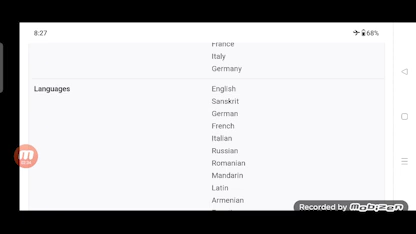 8:27
68%
France
Italy
Germany
Languages
English
Sanskrit
German
French
Italian
Russian
Romanian
Mandarin
Latin
Armenian
Recorded by Mobizen